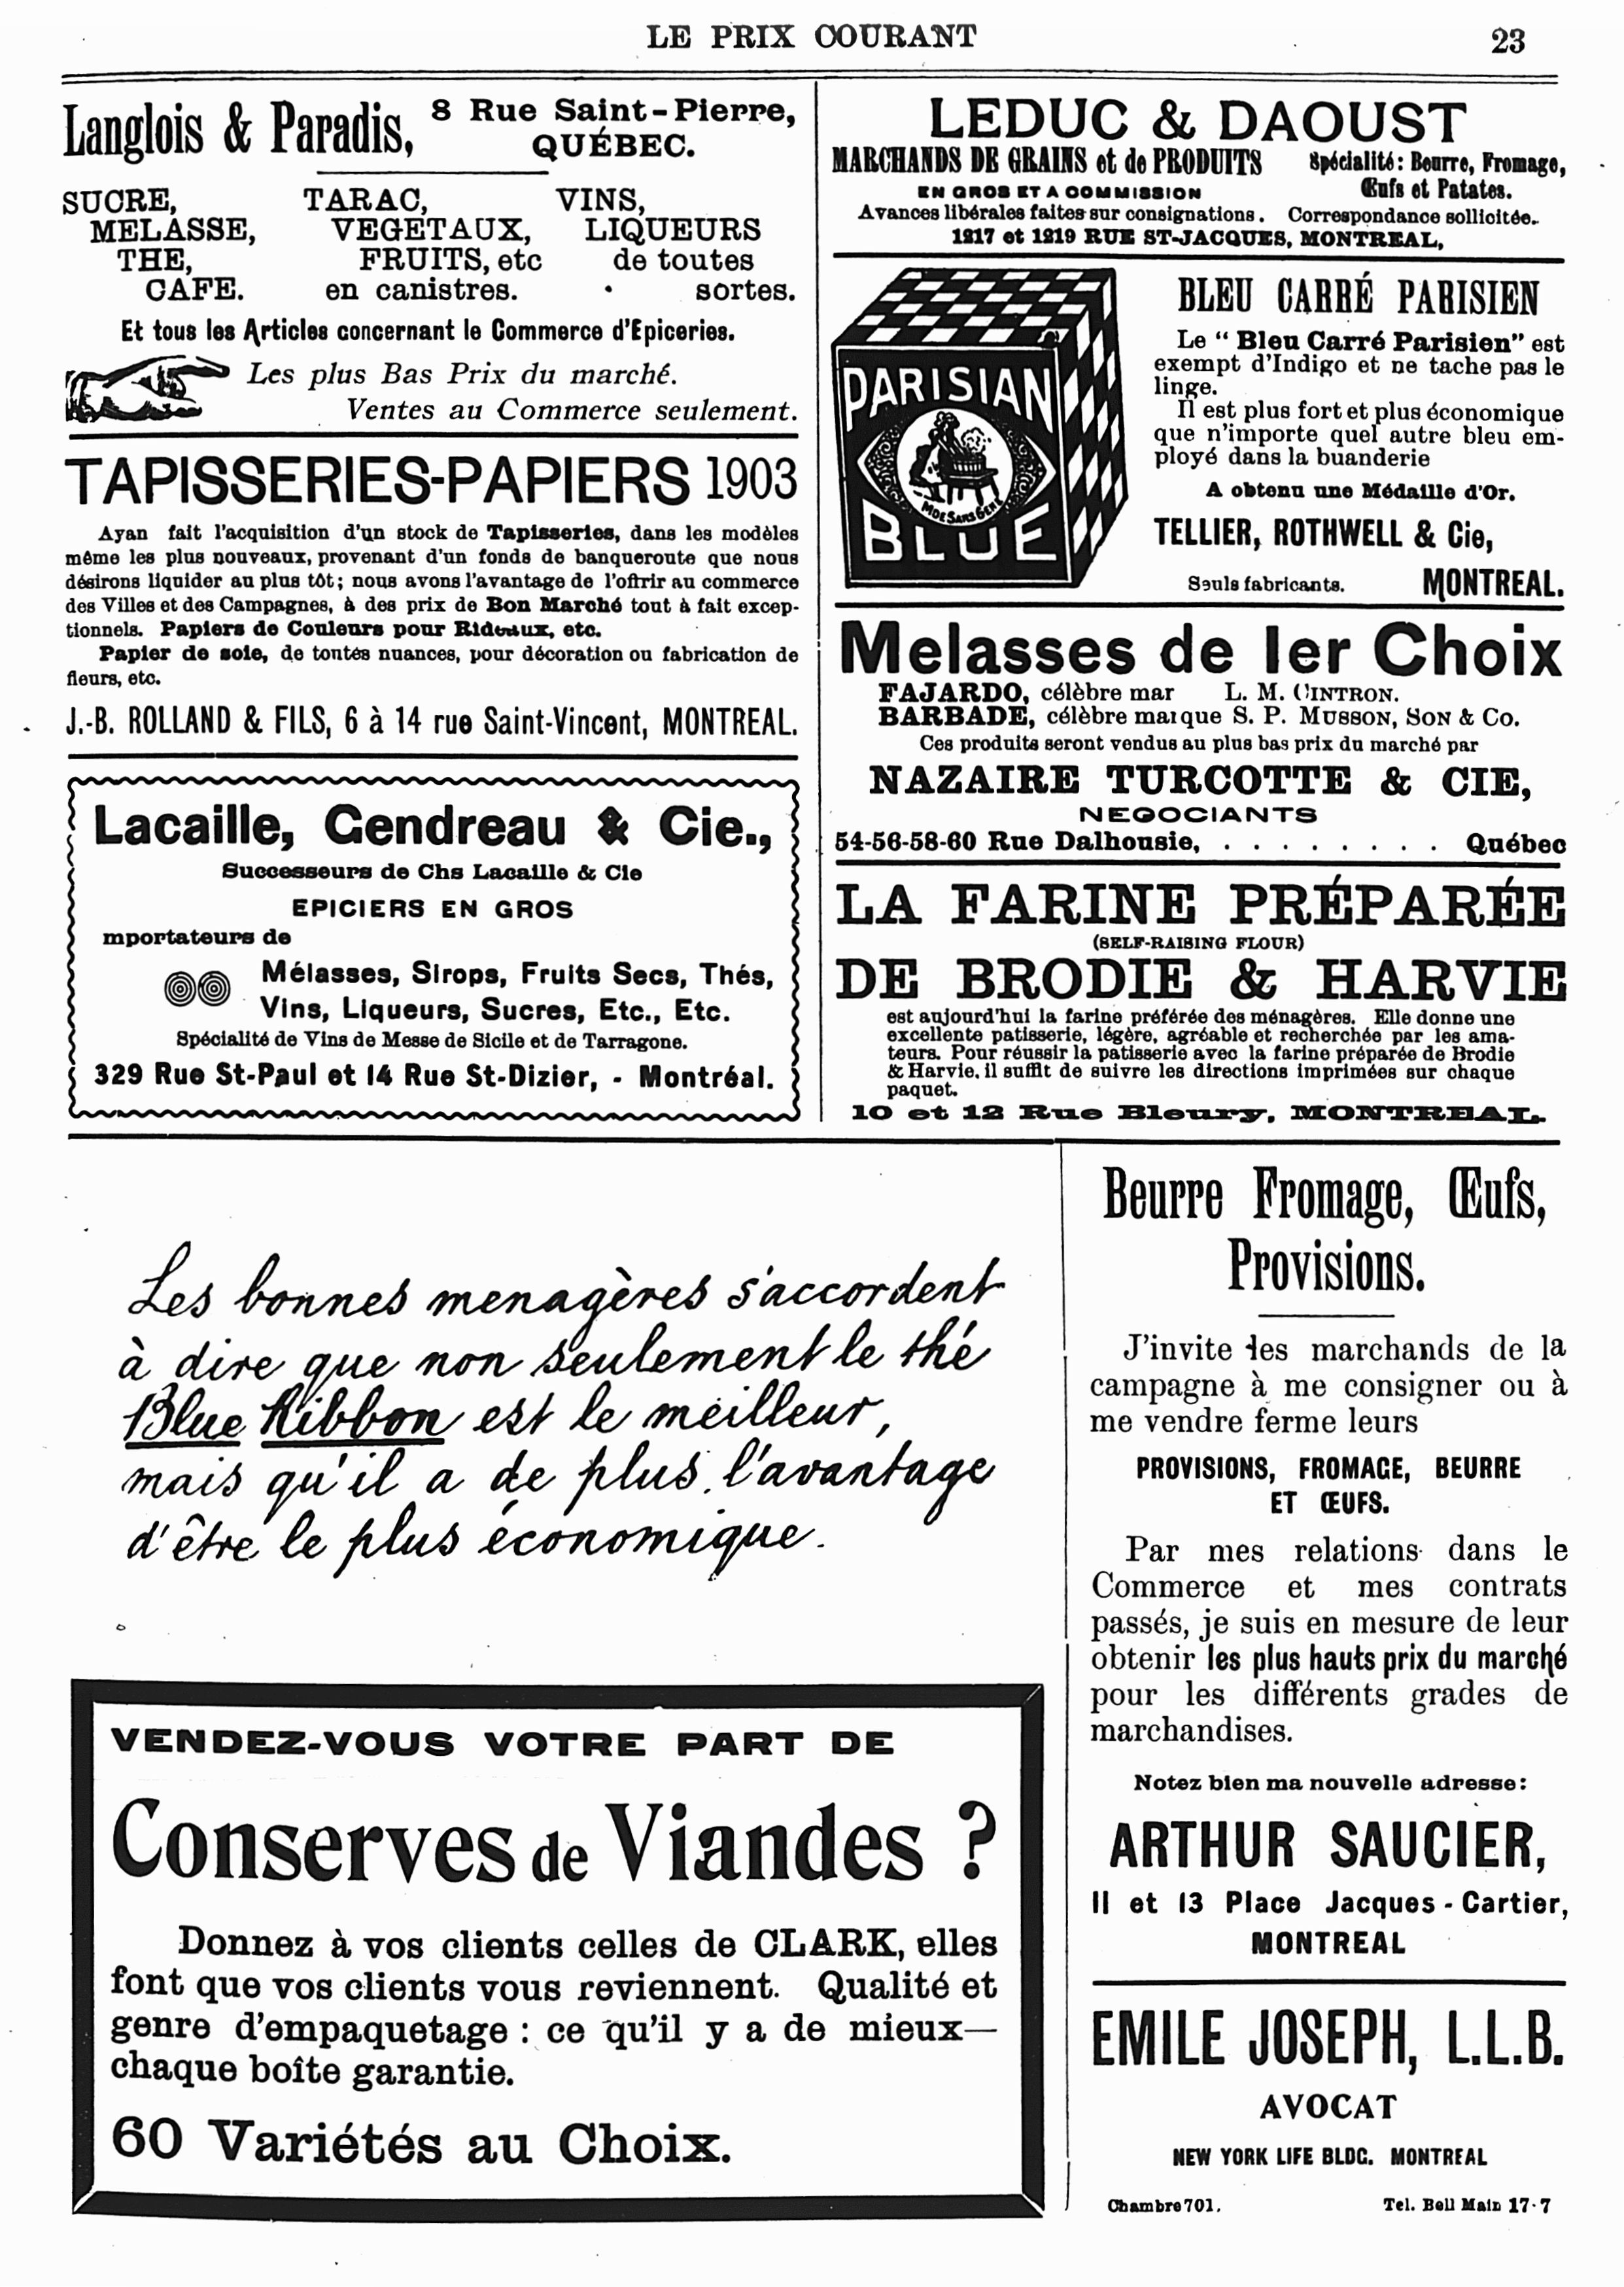 LE PRIX COURANT
23
Langlois & Paradis, 8 Rue Saint-Pierre,
QUÉBEC.
SUCRE, TARAC, VINS,
MELASSE, VEGETAUX, LIQUEURS
THE, FRUITS, etc de toutes
CAFE. en canistres. sortes.
Et tous les Articles concernant le Commerce d'Epiceries.
Les plus Bas Prix du marché.
Ventes au Commerce seulement.
TAPISSERIES-PAPIERS 1903
Ayan fait l'acquisition d'un stock de Tapisseries, dans les modèles
même les plus nouveaux, provenant d'un fonds de banqueroute que nous
désirons liquider au plus tôt; nous avons l'avantage de l'offrir au commerce
des Villes et des Campagnes, à des prix de Bon Marché tout à fait excep-
tionnels. Papiers de Couleurs pour Rideaux, etc.
Papier de soie, de toutes nuances, pour décoration ou fabrication de
fleurs, etc.
J.-B. ROLLAND & FILS, 6 à 14 rue Saint-Vincent, MONTREAL.
Lacaille, Gendreau & Cie.,
Successeurs de Chs Lacaille & Cie
EPICIERS EN GROS
mportateurs de
Mélasses, Sirops, Fruits Secs, Thés,
Vins, Liqueurs, Sucres, Etc., Etc.
Spécialité de Vins de Messe de Sicile et de Tarragone.
329 Rue St-Paul et 14 Rue St-Dizier, - Montréal.
LEDUC & DAOUST
MARCHANDS DE GRAINS et de PRODUITS Spécialité: Beurre, Fromage,
EN GROS ET A COMMISSION Œufs et Patates.
Avances libérales faites sur consignations. Correspondance sollicitée.
1217 et 1219 RUE ST-JACQUES, MONTREAL,
PARISIAN
MDE SANS GENE
BLUE
BLEU CARRÉ PARISIEN
Le "Bleu Carré Parisien" est
exempt d'Indigo et ne tache pas le
linge.
Il est plus fort et plus économique
que n'importe quel autre bleu em-
ployé dans la buanderie
A obtenu une Médaille d'Or.
TELLIER, ROTHWELL & Cie,
Seuls fabricants. MONTREAL.
Melasses de 1er Choix
FAJARDO, célèbre mar L. M. CINTRON.
BARBADE, célèbre marque S. P. MUSSON, SON & CO.
Ces produits seront vendus au plus bas prix du marché par
NAZAIRE TURCOTTE & CIE,
NEGOCIANTS
54-56-58-60 Rue Dalhousie, . . . . . . . . Québec
LA FARINE PRÉPARÉE
(SELF-RAISING FLOUR)
DE BRODIE & HARVIE
est aujourd'hui la farine préférée des ménagères. Elle donne une
excellente patisserie, légère, agréable et recherchée par les ama-
teurs. Pour réussir la patisserie avec la farine préparée de Brodie
& Harvie, il suffit de suivre les directions imprimées sur chaque
paquet.
10 et 12 Rue Bleury, MONTREAL.
Les bonnes menagères s'accordent
à dire que non seulement le thé
Blue Ribbon est le meilleur,
mais qu'il a de plus l'avantage
d'être le plus économique.
VENDEZ-VOUS VOTRE PART DE
Conserves de Viandes ?
Donnez à vos clients celles de CLARK, elles
font que vos clients vous reviennent. Qualité et
genre d'empaquetage : ce qu'il y a de mieux—
chaque boîte garantie.
60 Variétés au Choix.
Beurre Fromage, Œufs,
Provisions.
J'invite les marchands de la
campagne à me consigner ou à
me vendre ferme leurs
PROVISIONS, FROMAGE, BEURRE
ET ŒUFS.
Par mes relations dans le
Commerce et mes contrats
passés, je suis en mesure de leur
obtenir les plus hauts prix du marché
pour les différents grades de
marchandises.
Notez bien ma nouvelle adresse:
ARTHUR SAUCIER,
11 et 13 Place Jacques-Cartier,
MONTREAL
EMILE JOSEPH, L.L.B.
AVOCAT
NEW YORK LIFE BLDG. MONTREAL
Chambre 701. Tel. Bell Main